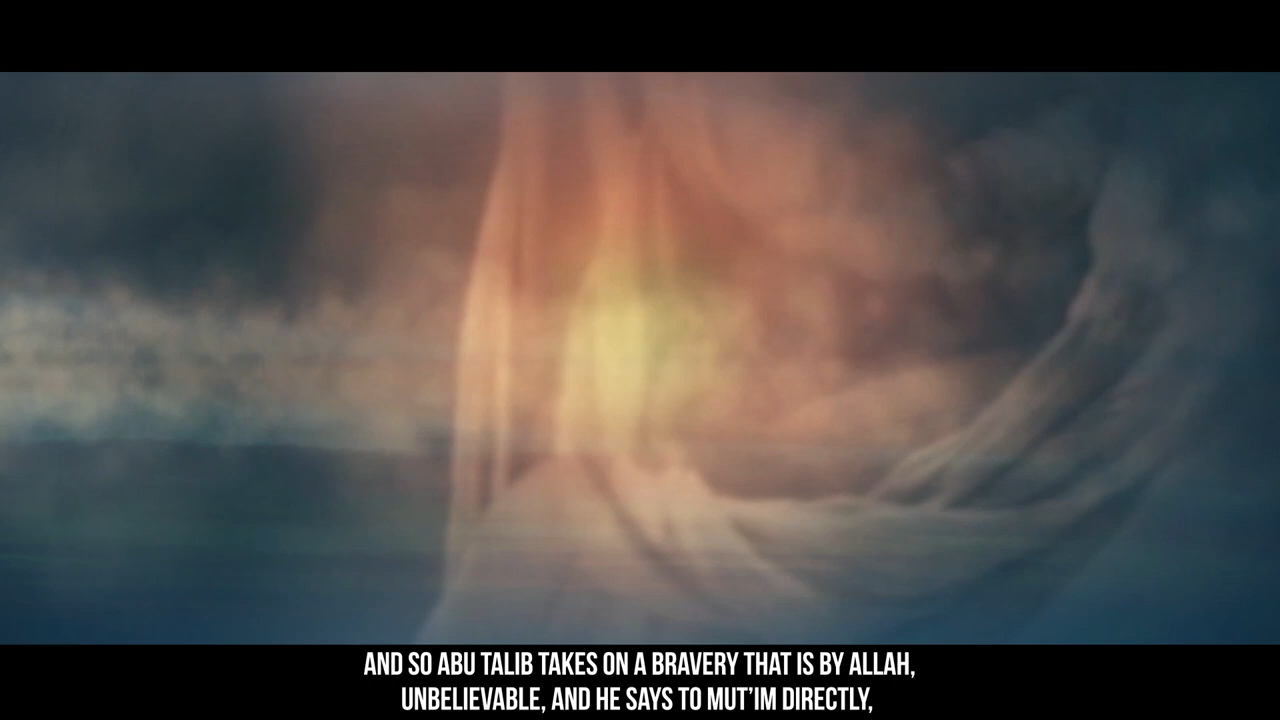 AND SO ABU TALIB TAKES ON A BRAVERY THAT IS BY ALLAH,
UNBELIEVABLE, AND HE SAYS TO MUT’IM DIRECTLY,